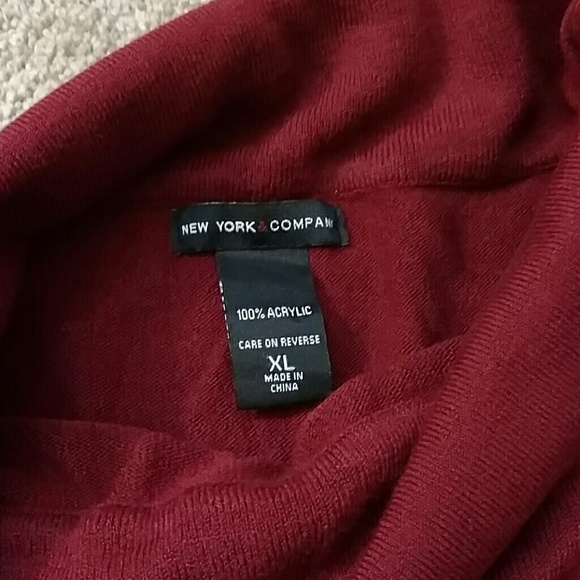 NEW YORK & COMPAN
100% ACRYLIC
CARE ON REVERSE
XL
MADE IN
CHINA